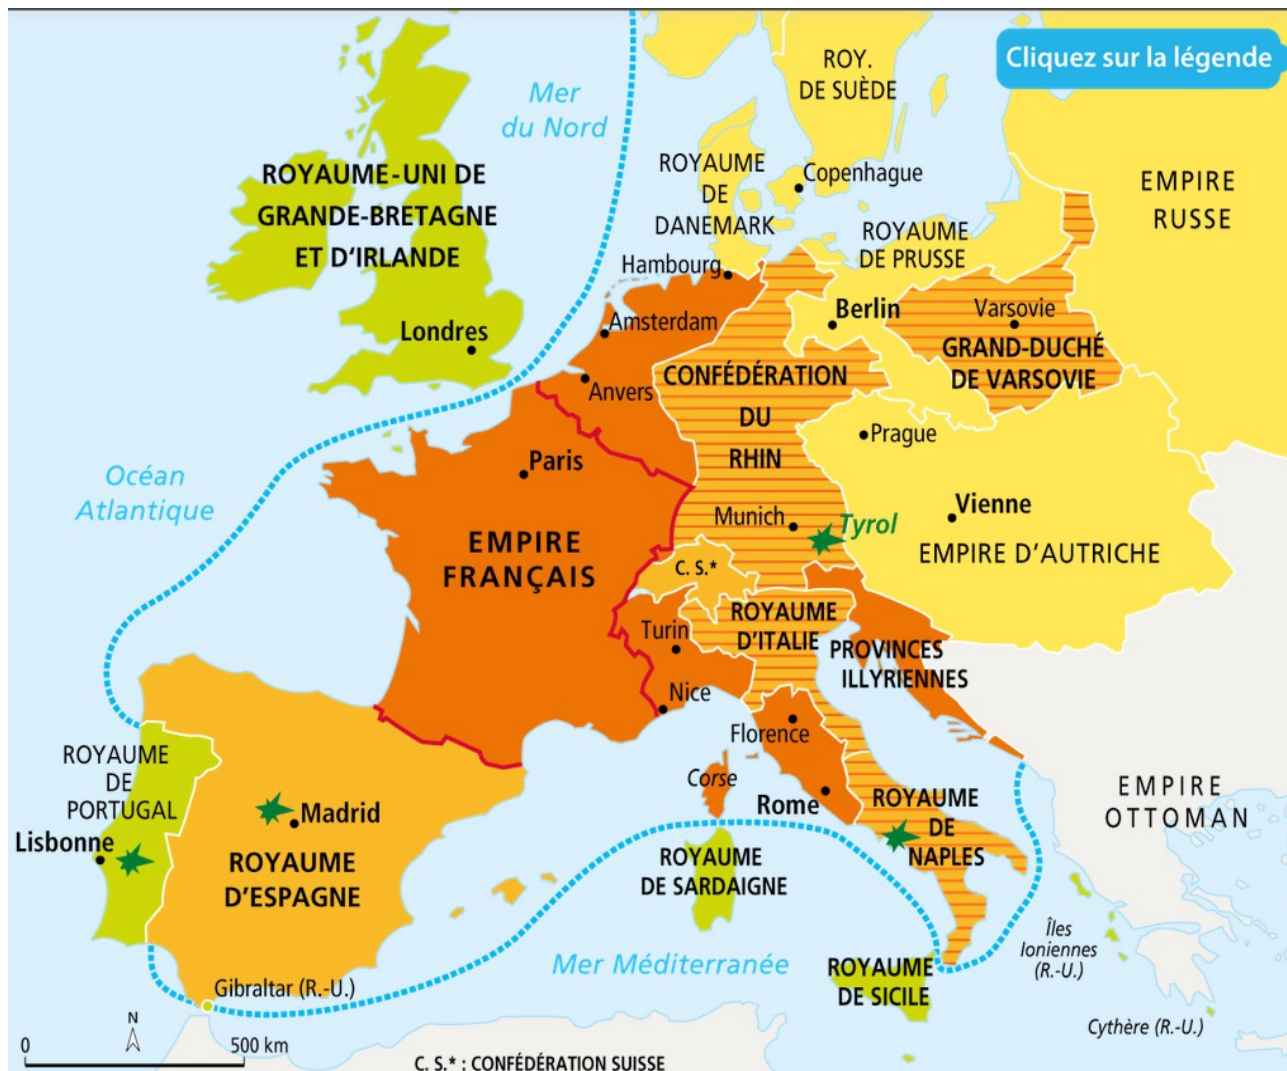 Cliquez sur la légende
ROY.
DE SUÈDE
Mer
du Nord
ROYAUME
DE
DANEMARK
Copenhague
EMPIRE
RUSSE
ROYAUME-UNI DE
GRANDE-BRETAGNE
ET D'IRLANDE
ROYAUME
DE PRUSSE
Hambourg
Londres
Amsterdam
Berlin
Varsovie
GRAND-DUCHÉ
DE VARSOVIE
Anvers
CONFÉDÉRATION
DU
RHIN
Prague
Océan
Atlantique
Paris
Vienne
Munich
Tyrol
EMPIRE
FRANÇAIS
EMPIRE D'AUTRICHE
C. S.*
ROYAUME
D'ITALIE
Turin
PROVINCES
ILLYRIENNES
Nice
Florence
ROYAUME
DE
PORTUGAL
Corse
Rome
EMPIRE
OTTOMAN
Madrid
Lisbonne
ROYAUME
DE
NAPLES
ROYAUME
D'ESPAGNE
ROYAUME
DE SARDAIGNE
Îles
Ioniennes
(R.-U.)
Mer Méditerranée
ROYAUME
DE SICILE
Gibraltar (R.-U.)
Cythère (R.-U.)
N
0 500 km
C. S.* : CONFÉDÉRATION SUISSE